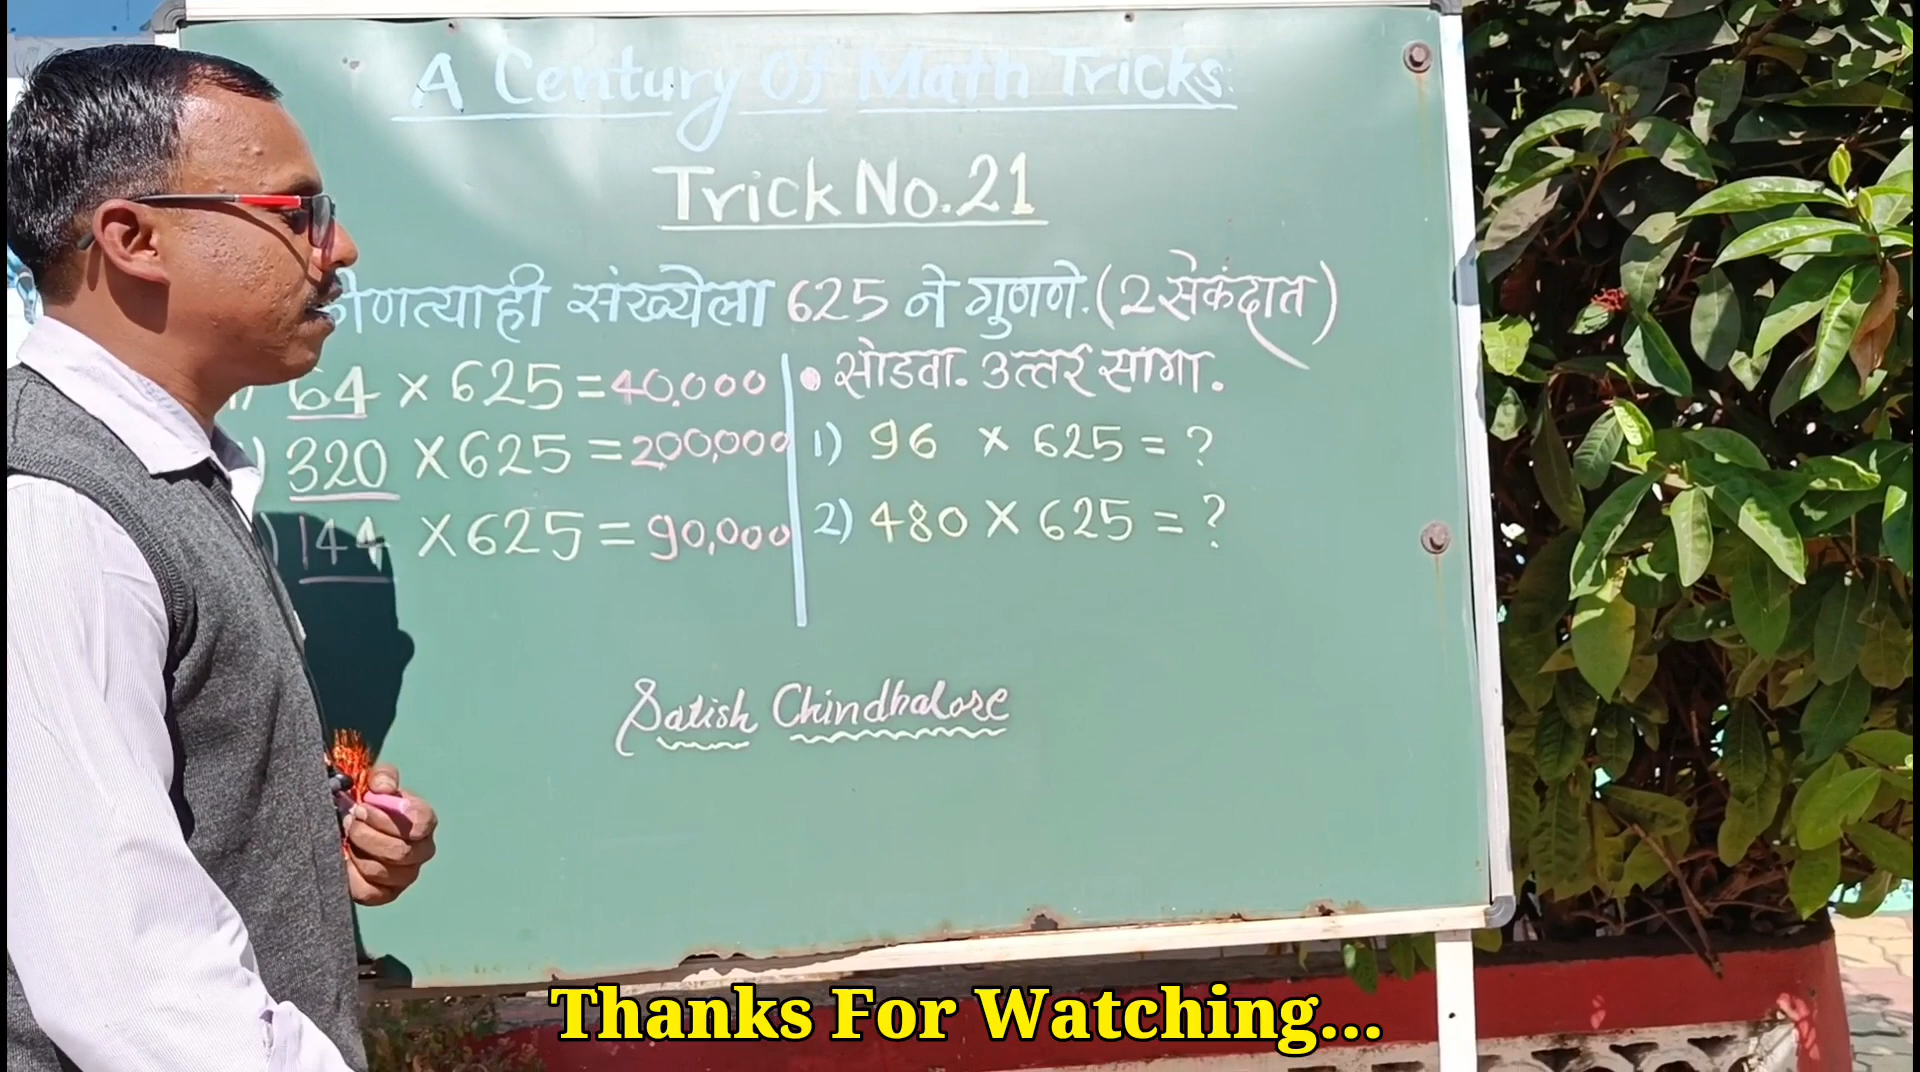 A Century Of Math Tricks:
Trick No.21
कोणत्याही संख्येला 625 ने गुणणे. (2 सेकंदात)
64 × 625 = 40,000
320 × 625 = 200,000
144 × 625 = 90,000
• सोडवा. उत्तर सांगा.
1) 96 × 625 = ?
2) 480 × 625 = ?
Satish Chindhalore
Thanks For Watching...